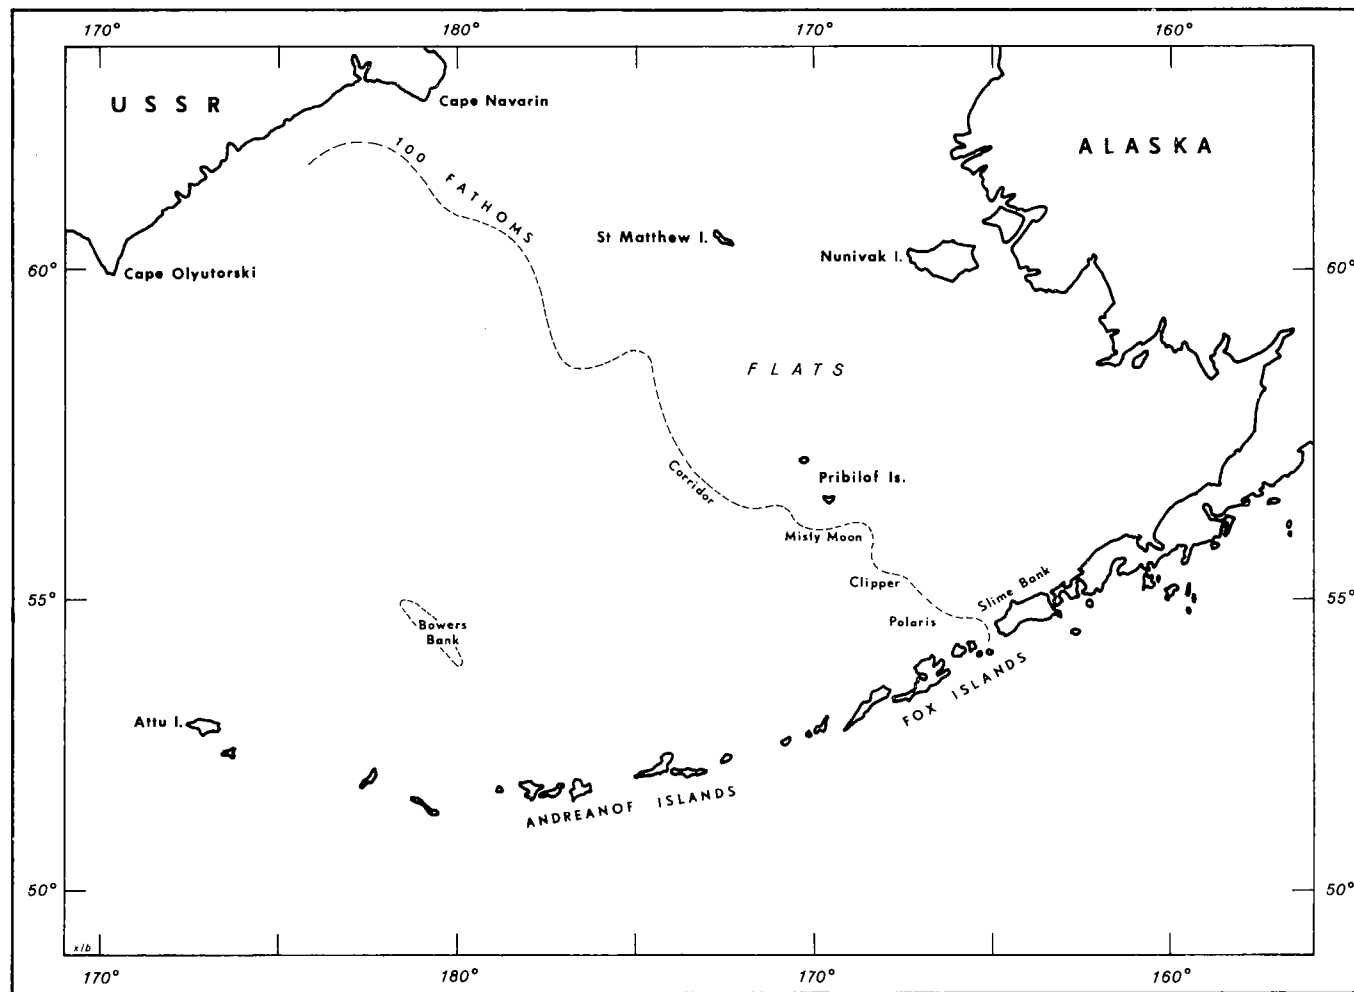 170° 180° 170° 160°
USSR
Cape Navarin
100 FATHOMS
ALASKA
St Matthew I.
Nunivak I.
60° Cape Olyutorski 60°
FLATS
Corridor
Pribilof Is.
Misty Moon
Clipper
Slime Bank
55° 55°
Polaris
Bowers
Bank
FOX ISLANDS
Attu I.
ANDREANOF ISLANDS
50° 50°
x/b
170° 180° 170° 160°